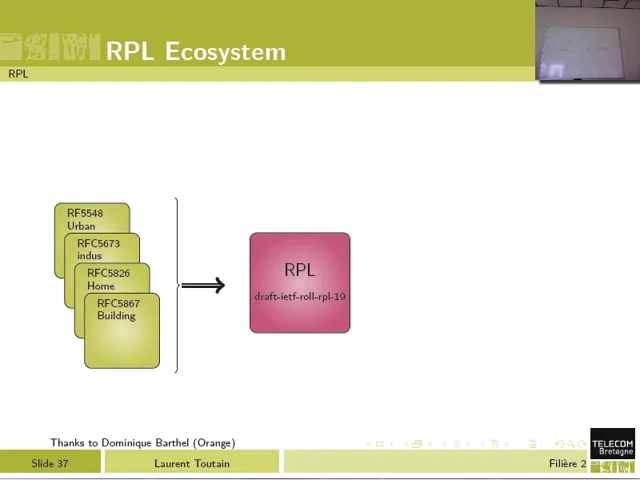 RPL Ecosystem
RPL
RF5548
Urban
RFC5673
indus
RFC5826
Home
RFC5867
Building
RPL
draft-ietf-roll-rpl-19
Thanks to Dominique Barthel (Orange)
TELECOM
Bretagne
Slide 37
Laurent Toutain
Filière 2